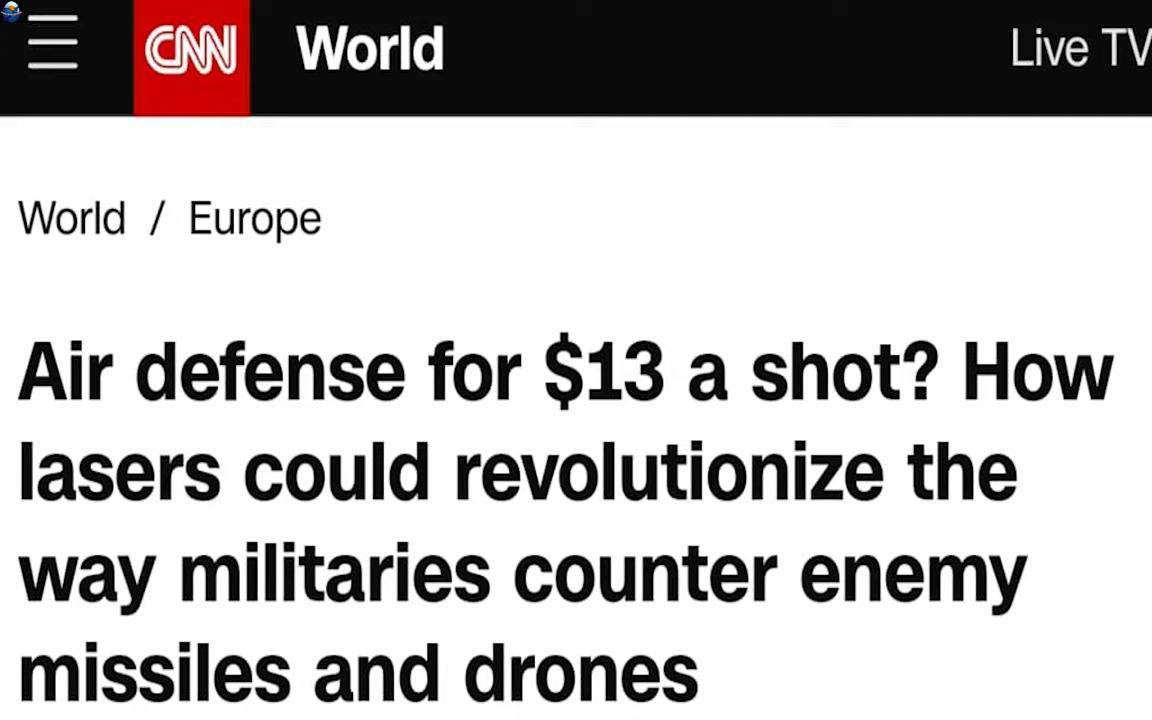 CNN World Live TV
World / Europe
Air defense for $13 a shot? How
lasers could revolutionize the
way militaries counter enemy
missiles and drones